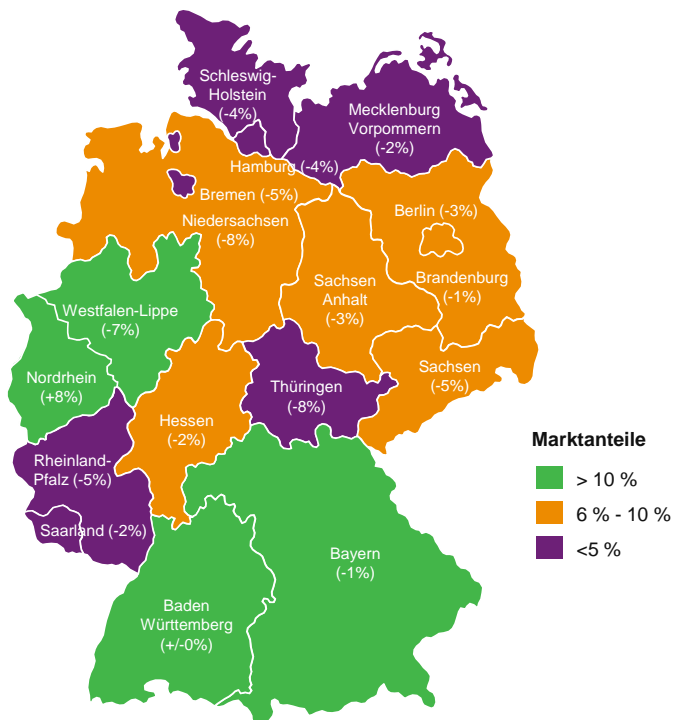 Schleswig-
Holstein
(-4%)
Mecklenburg
Vorpommern
(-2%)
Hamburg (-4%)
Bremen (-5%)
Niedersachsen
(-8%)
Berlin (-3%)
Brandenburg
(-1%)
Sachsen
Anhalt
(-3%)
Westfalen-Lippe
(-7%)
Nordrhein
(+8%)
Sachsen
(-5%)
Thüringen
(-8%)
Hessen
(-2%)
Rheinland-
Pfalz (-5%)
Saarland (-2%)
Bayern
(-1%)
Baden
Württemberg
(+/-0%)
Marktanteile
> 10 %
6 % - 10 %
<5 %